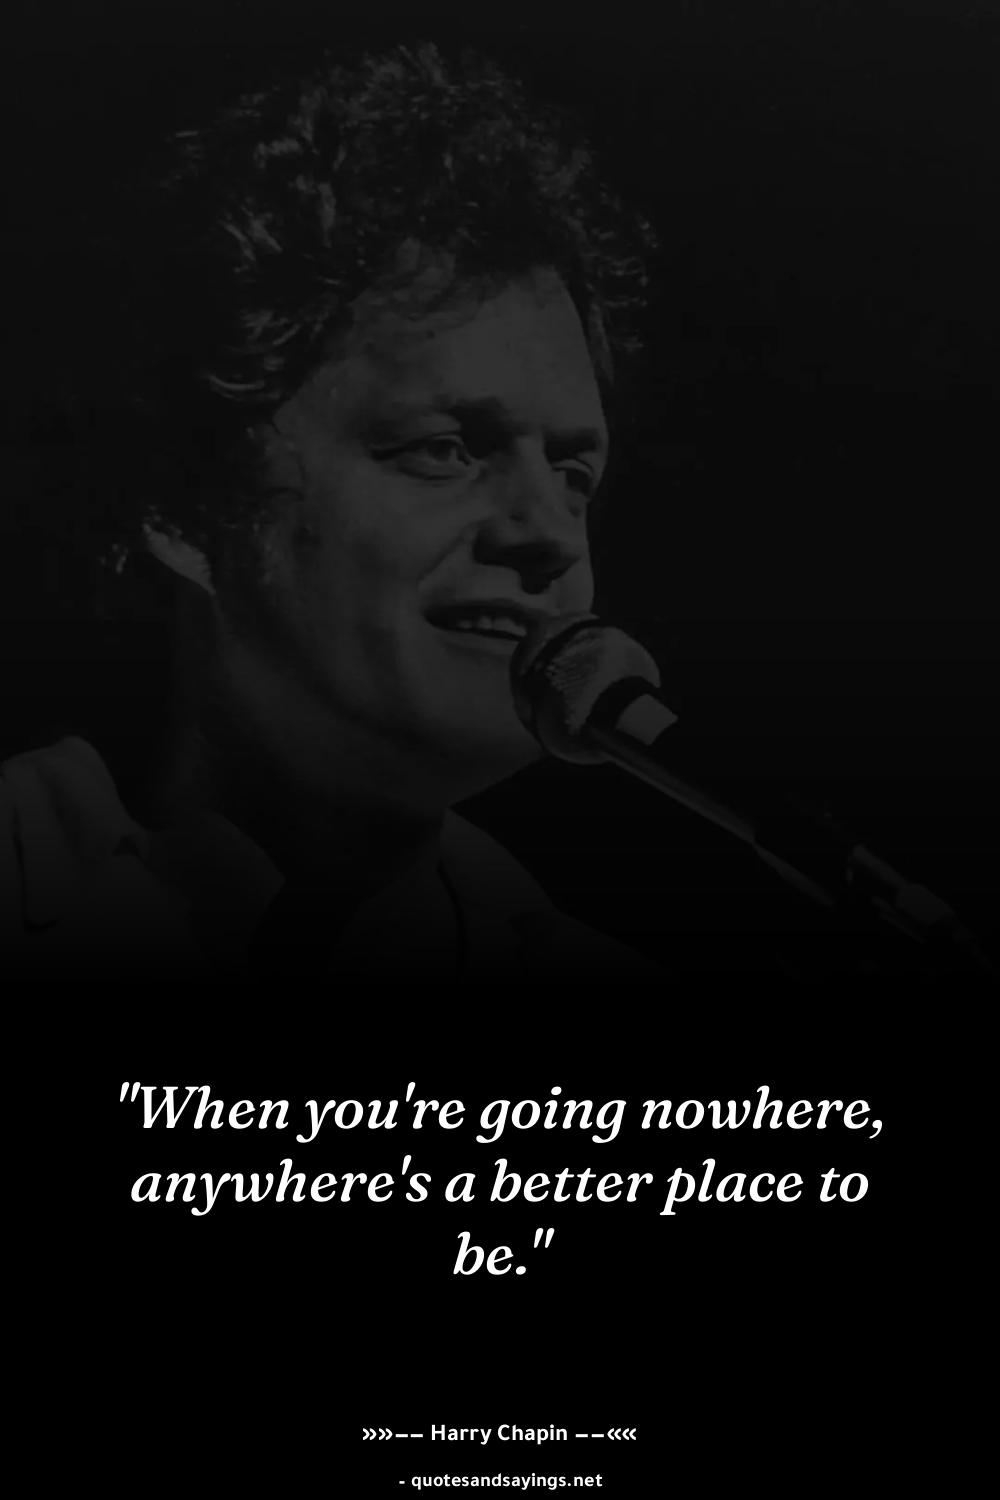 "When you're going nowhere,
anywhere's a better place to
be."
»»−− Harry Chapin −−««
- quotesandsayings.net